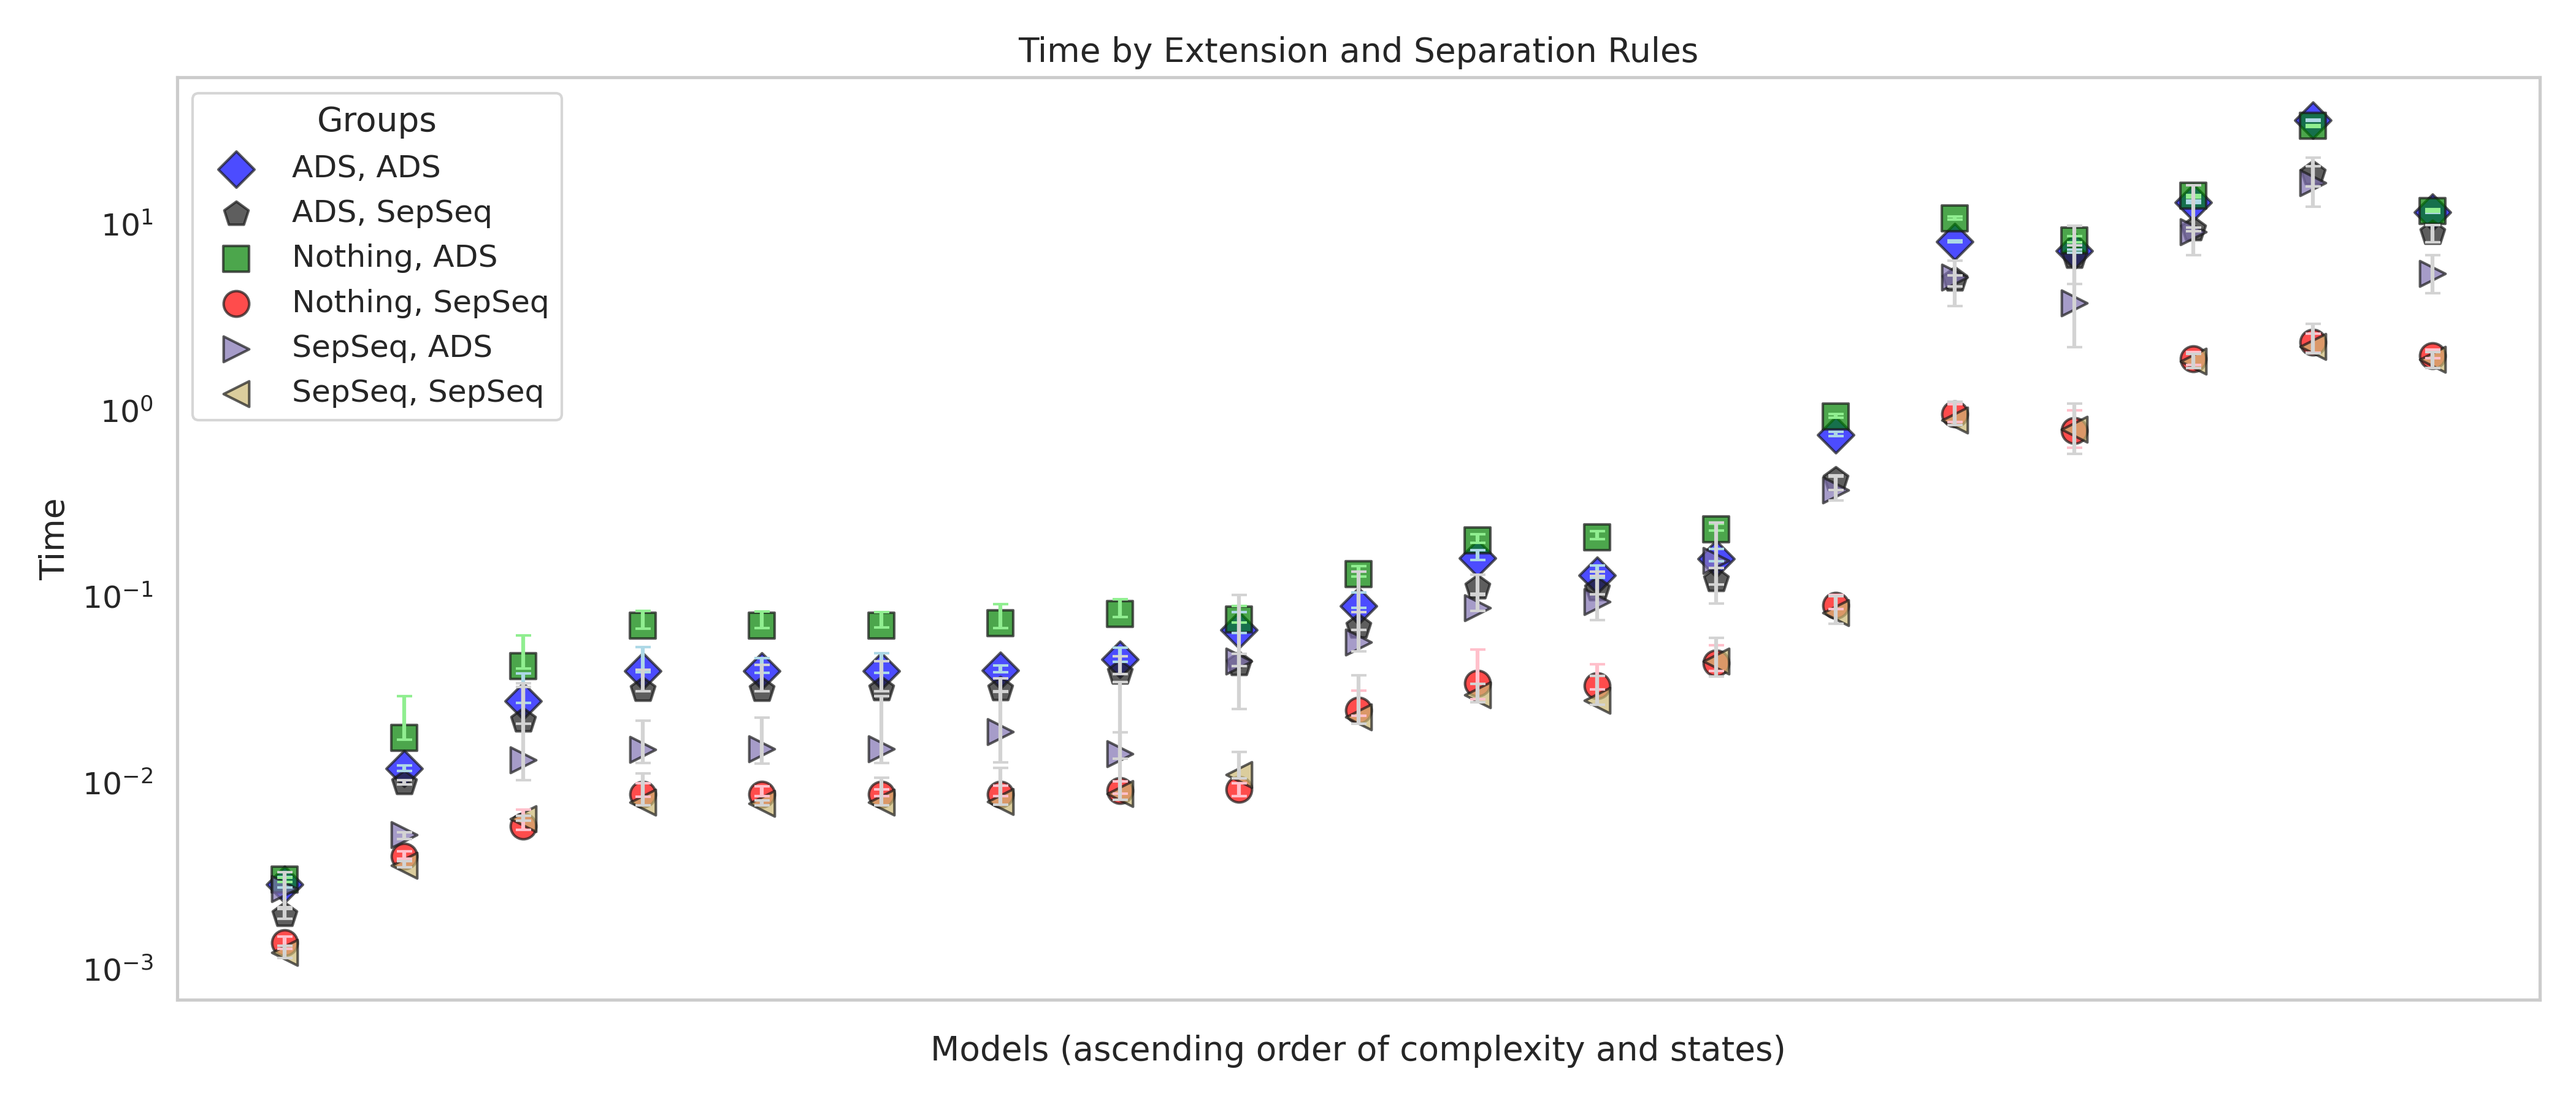 Time by Extension and Separation Rules
Groups
ADS, ADS
ADS, SepSeq
Nothing, ADS
Nothing, SepSeq
SepSeq, ADS
SepSeq, SepSeq
10¹
10⁰
10⁻¹
10⁻²
10⁻³
Time
Models (ascending order of complexity and states)